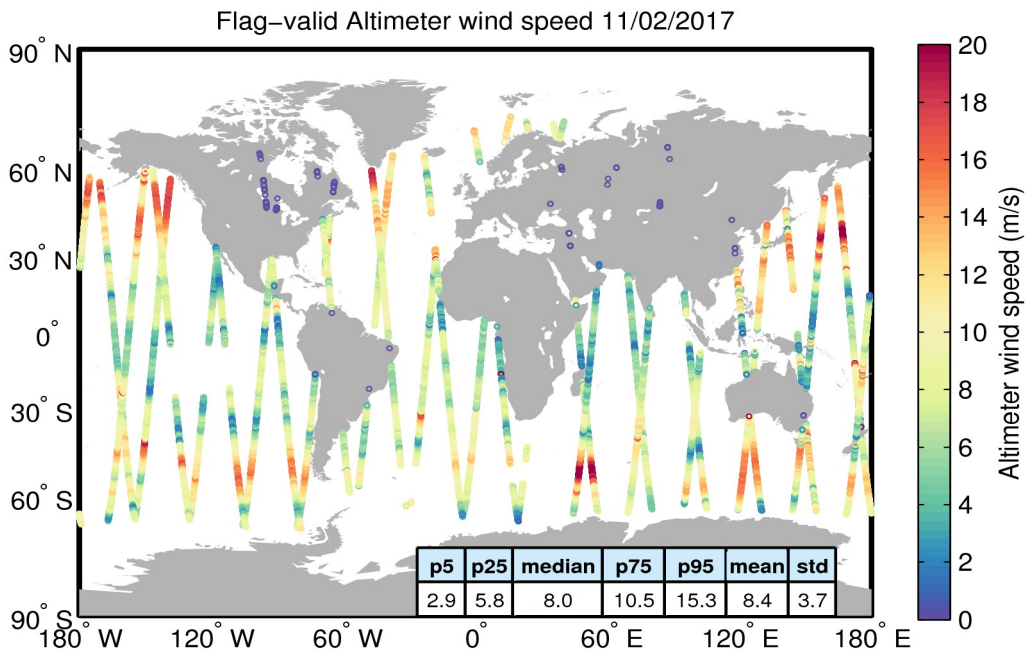 Flag−valid Altimeter wind speed 11/02/2017
90° N
60° N
30° N
0°
30° S
60° S
90° S
180° W
120° W
60° W
0°
60° E
120° E
180° E
p5 p25 median p75 p95 mean std
2.9 5.8 8.0 10.5 15.3 8.4 3.7
20
18
16
14
12
10
8
6
4
2
0
Altimeter wind speed (m/s)